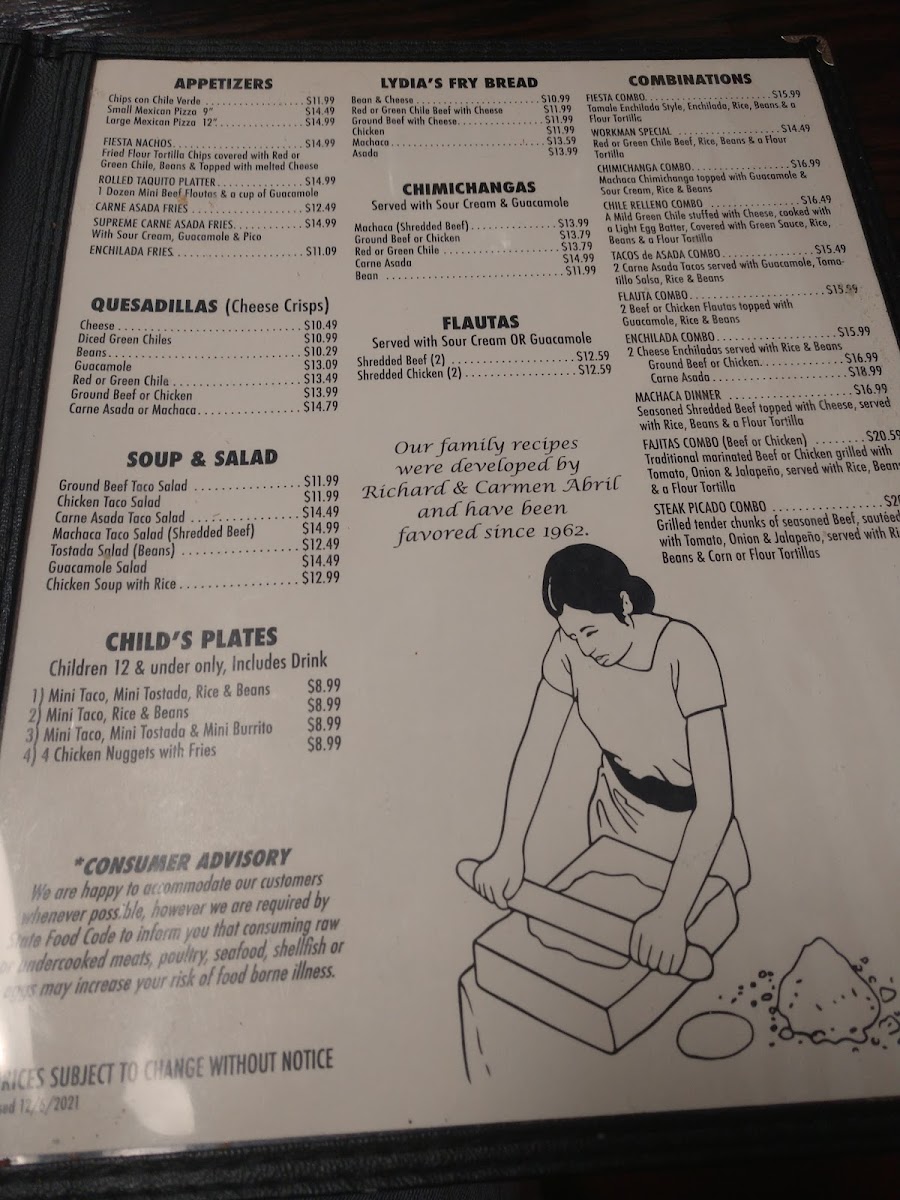 APPETIZERS
Chips con Chile Verde ........................ $11.99
Small Mexican Pizza 9" $14.49
Large Mexican Pizza 12" ........................ $14.99
FIESTA NACHOS ........................ $14.99
Fried Flour Tortilla Chips covered with Red or
Green Chile, Beans & Topped with melted Cheese
ROLLED TAQUITO PLATTER ........................ $14.99
1 Dozen Mini Beef Flautas & a cup of Guacamole
CARNE ASADA FRIES ........................ $12.49
SUPREME CARNE ASADA FRIES ........................ $14.99
With Sour Cream, Guacamole & Pico
ENCHILADA FRIES ........................ $11.09
QUESADILLAS (Cheese Crisps)
Cheese ........................ $10.49
Diced Green Chiles $10.99
Beans ........................ $10.29
Guacamole $13.09
Red or Green Chile ........................ $13.49
Ground Beef or Chicken $13.99
Carne Asada or Machaca ........................ $14.79
SOUP & SALAD
Ground Beef Taco Salad ........................ $11.99
Chicken Taco Salad $11.99
Carne Asada Taco Salad ........................ $14.49
Machaca Taco Salad (Shredded Beef) $14.99
Tostada Salad (Beans) ........................ $12.49
Guacamole Salad $14.49
Chicken Soup with Rice ........................ $12.99
CHILD'S PLATES
Children 12 & under only, Includes Drink
1) Mini Taco, Mini Tostada, Rice & Beans $8.99
2) Mini Taco, Rice & Beans $8.99
3) Mini Taco, Mini Tostada & Mini Burrito $8.99
4) 4 Chicken Nuggets with Fries $8.99
*CONSUMER ADVISORY
We are happy to accommodate our customers
whenever possible, however we are required by
State Food Code to inform you that consuming raw
or undercooked meats, poultry, seafood, shellfish or
eggs may increase your risk of food borne illness.
RICES SUBJECT TO CHANGE WITHOUT NOTICE
sed 12/6/2021
LYDIA'S FRY BREAD
Bean & Cheese ........................ $10.99
Red or Green Chile Beef with Cheese $11.99
Ground Beef with Cheese ........................ $11.99
Chicken $11.99
Machaca ........................ $13.59
Asada $13.99
CHIMICHANGAS
Served with Sour Cream & Guacamole
Machaca (Shredded Beef) ........................ $13.99
Ground Beef or Chicken $13.79
Red or Green Chile ........................ $13.79
Carne Asada $14.99
Bean ........................ $11.99
FLAUTAS
Served with Sour Cream OR Guacamole
Shredded Beef (2) ........................ $12.59
Shredded Chicken (2) ........................ $12.59
Our family recipes
were developed by
Richard & Carmen Abril
and have been
favored since 1962.
COMBINATIONS
FIESTA COMBO ........................ $15.99
Tamale Enchilada Style, Enchilada, Rice, Beans & a
Flour Tortilla
WORKMAN SPECIAL ........................ $14.49
Red or Green Chile Beef, Rice, Beans & a Flour
Tortilla
CHIMICHANGA COMBO ........................ $16.99
Machaca Chimichanga topped with Guacamole &
Sour Cream, Rice & Beans
CHILE RELLENO COMBO ........................ $16.49
A Mild Green Chile stuffed with Cheese, cooked with
a Light Egg Batter, Covered with Green Sauce, Rice,
Beans & a Flour Tortilla
TACOS de ASADA COMBO ........................ $15.49
2 Carne Asada Tacos served with Guacamole, Toma-
tillo Salsa, Rice & Beans
FLAUTA COMBO ........................ $15.99
2 Beef or Chicken Flautas topped with
Guacamole, Rice & Beans
ENCHILADA COMBO ........................ $15.99
2 Cheese Enchiladas served with Rice & Beans
Ground Beef or Chicken ........................ $16.99
Carne Asada ........................ $18.99
MACHACA DINNER ........................ $16.99
Seasoned Shredded Beef topped with Cheese, served
with Rice, Beans & a Flour Tortilla
FAJITAS COMBO (Beef or Chicken) ........ $20.59
Traditional marinated Beef or Chicken grilled with
Tomato, Onion & Jalapeño, served with Rice, Bean
& a Flour Tortilla
STEAK PICADO COMBO ........................ $20
Grilled tender chunks of seasoned Beef, sautéed
with Tomato, Onion & Jalapeño, served with Ri
Beans & Corn or Flour Tortillas